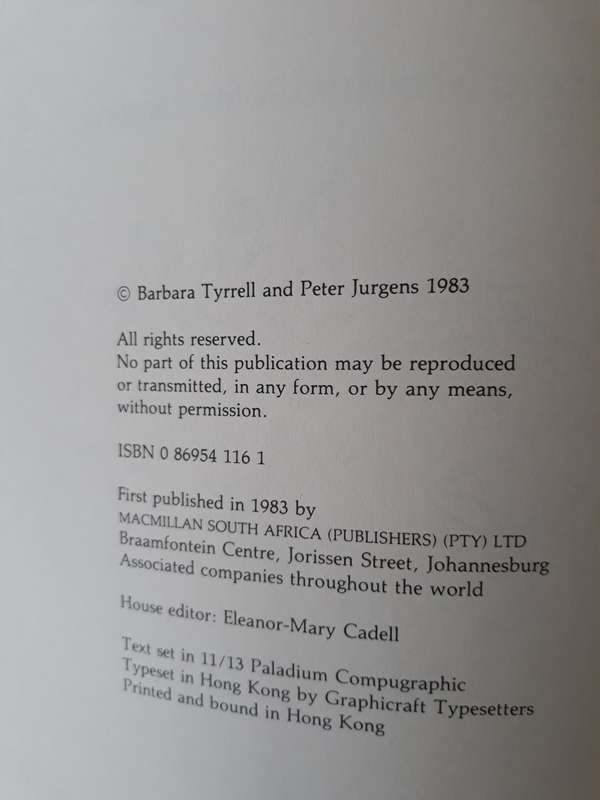 © Barbara Tyrrell and Peter Jurgens 1983
All rights reserved.
No part of this publication may be reproduced
or transmitted, in any form, or by any means,
without permission.
ISBN 0 86954 116 1
First published in 1983 by
MACMILLAN SOUTH AFRICA (PUBLISHERS) (PTY) LTD
Braamfontein Centre, Jorissen Street, Johannesburg
Associated companies throughout the world
House editor: Eleanor-Mary Cadell
Text set in 11/13 Paladium Compugraphic
Typeset in Hong Kong by Graphicraft Typesetters
Printed and bound in Hong Kong